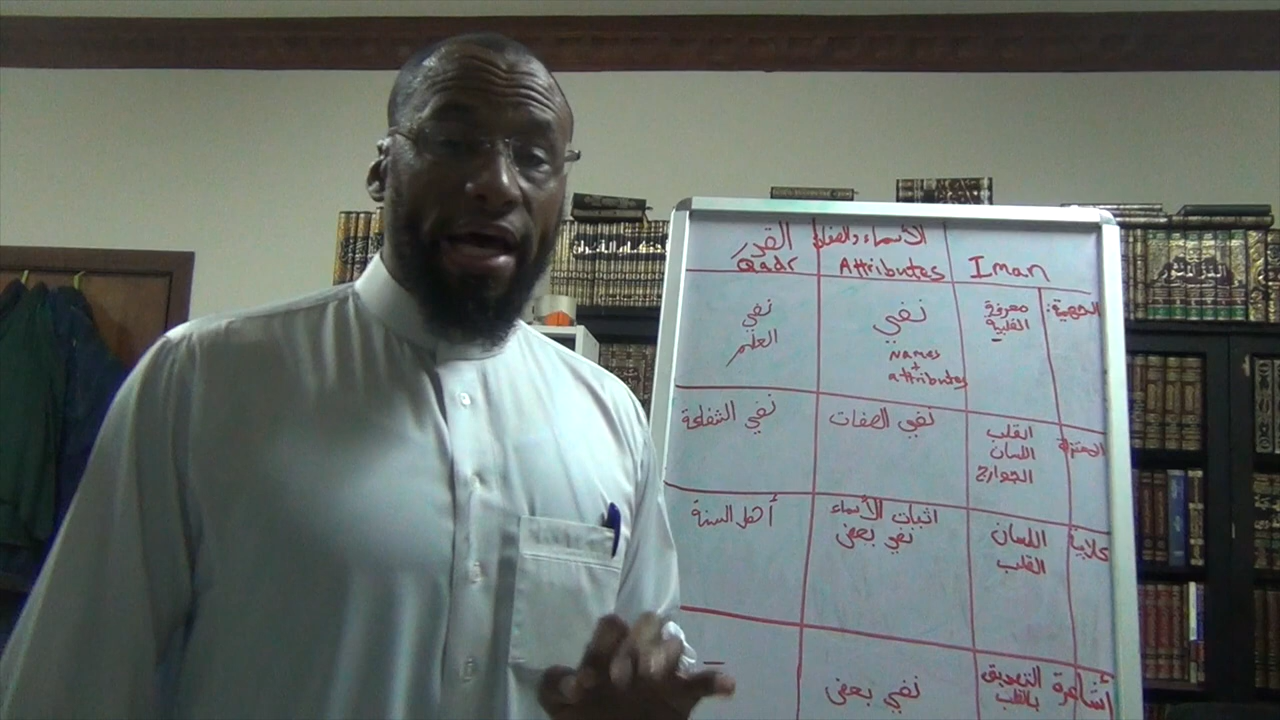 الأسماء والصفات القدر
Iman Attributes Qadr
الجهمية: معرفة نفي نفي
القلبية Names العلم
+
attributes
المعتزلة القلب نفي الصفات نفي
اللسان
الجوارح
كلابية اللسان اثبات الأسماء أهل السنة
القلب نفي بعض
أشاعرة التصديق نفي بعض –
بالقلب